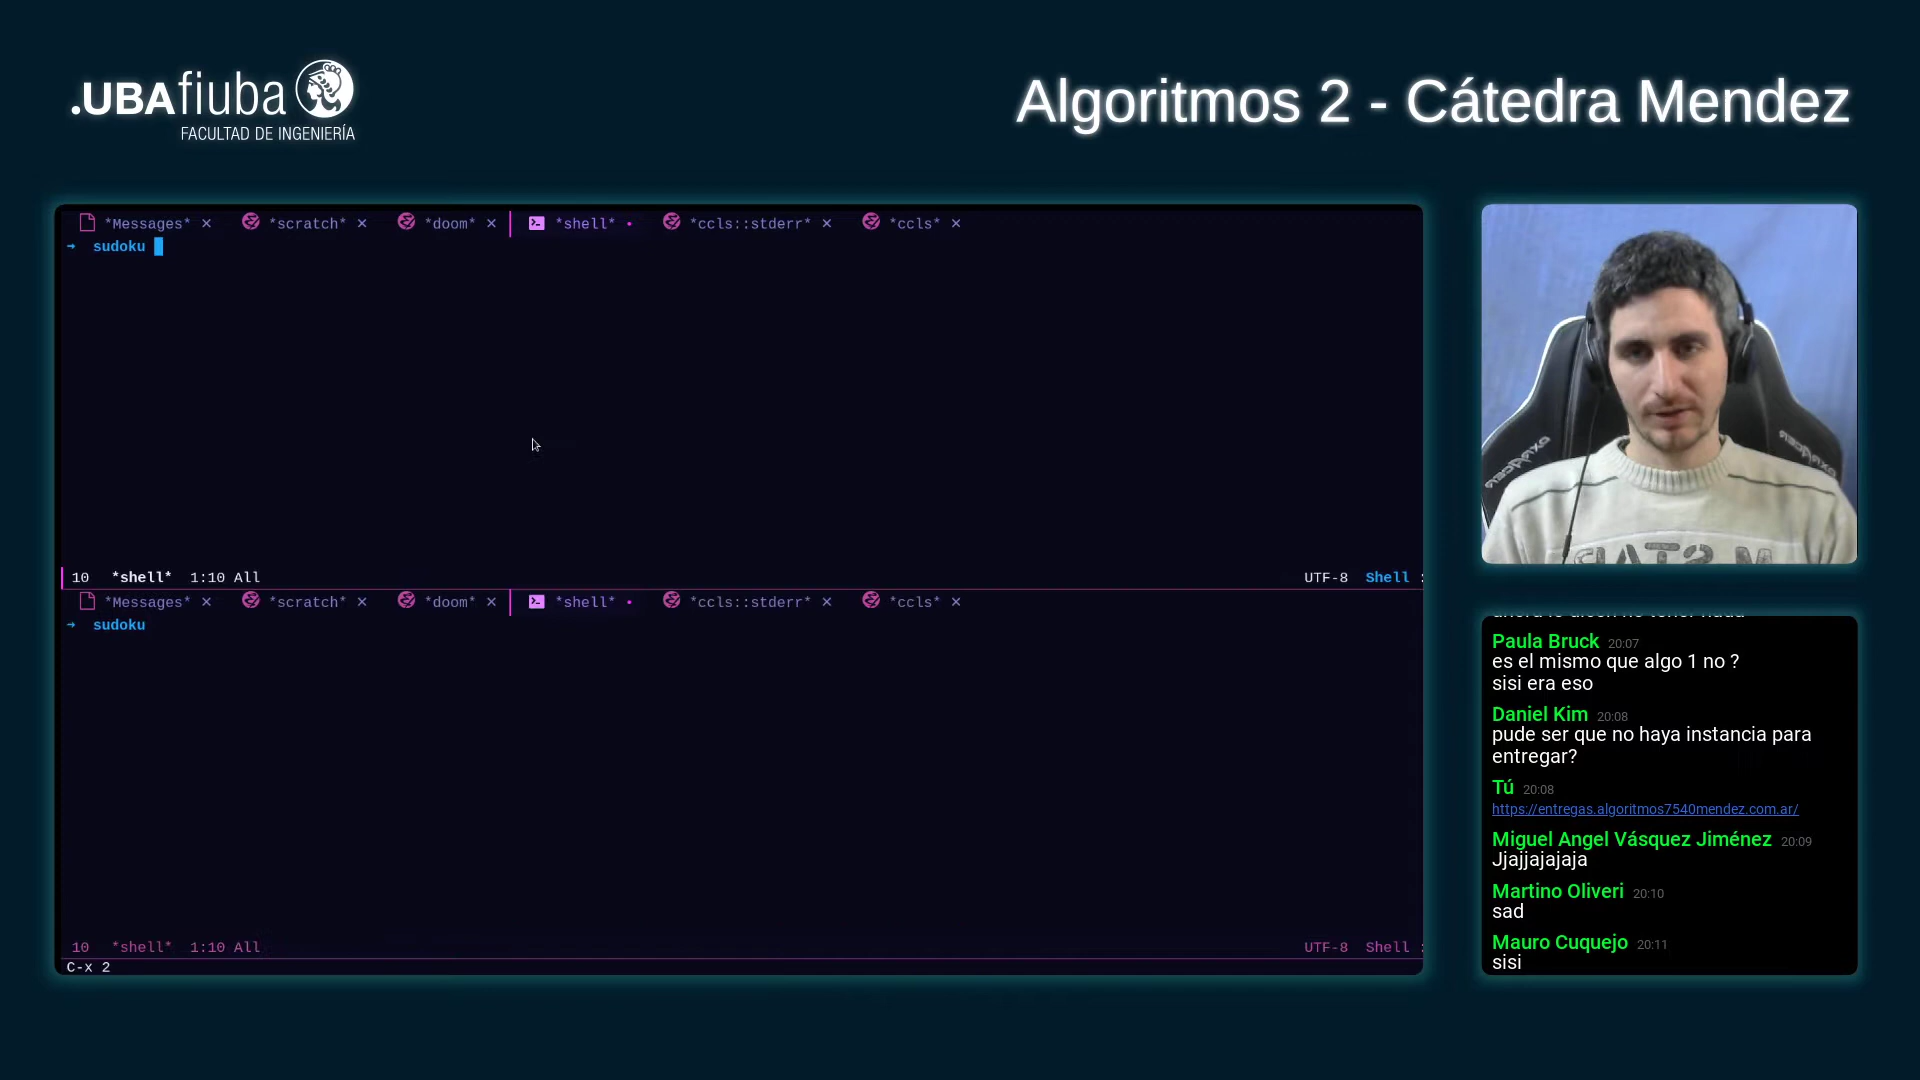 .UBAfiuba
FACULTAD DE INGENIERÍA
Algoritmos 2 - Cátedra Mendez
*Messages* × *scratch* × *doom* × *shell* • *ccls::stderr* × *ccls* ×
→ sudoku
10 *shell* 1:10 All UTF-8 Shell
*Messages* × *scratch* × *doom* × *shell* • *ccls::stderr* × *ccls* ×
→ sudoku
10 *shell* 1:10 All UTF-8 Shell
C-x 2
Paula Bruck 20:07
es el mismo que algo 1 no ?
sisi era eso
Daniel Kim 20:08
pude ser que no haya instancia para
entregar?
Tú 20:08
https://entregas.algoritmos7540mendez.com.ar/
Miguel Angel Vásquez Jiménez 20:09
Jjajjajajaja
Martino Oliveri 20:10
sad
Mauro Cuquejo 20:11
sisi